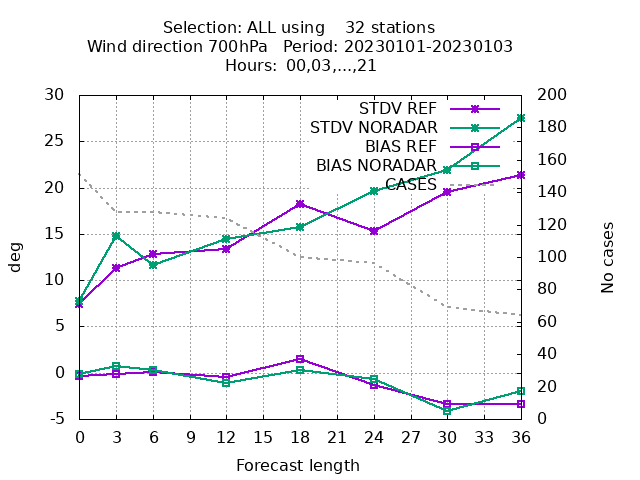 Selection: ALL using    32 stations
Wind direction 700hPa   Period: 20230101-20230103
Hours: 00,03,...,21
STDV REF
STDV NORADAR
BIAS REF
BIAS NORADAR
CASES
30
25
20
15
10
5
0
-5
deg
200
180
160
140
120
100
80
60
40
20
0
No cases
0 3 6 9 12 15 18 21 24 27 30 33 36
Forecast length